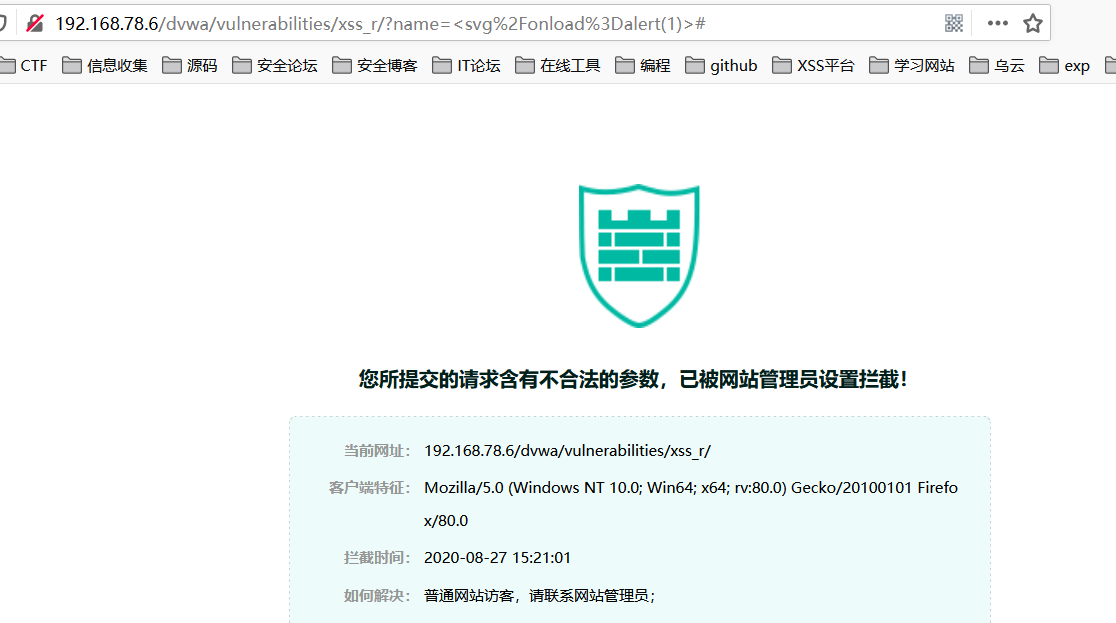 192.168.78.6/dvwa/vulnerabilities/xss_r/?name=<svg%2Fonload%3Dalert(1)>#
CTF 信息收集 源码 安全论坛 安全博客 IT论坛 在线工具 编程 github XSS平台 学习网站 乌云 exp
您所提交的请求含有不合法的参数，已被网站管理员设置拦截！
当前网址： 192.168.78.6/dvwa/vulnerabilities/xss_r/
客户端特征： Mozilla/5.0 (Windows NT 10.0; Win64; x64; rv:80.0) Gecko/20100101 Firefo
x/80.0
拦截时间： 2020-08-27 15:21:01
如何解决： 普通网站访客，请联系网站管理员；